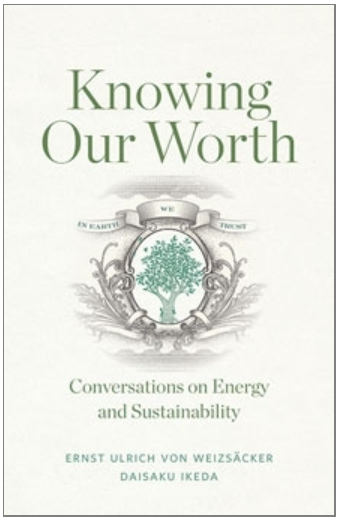 Knowing
Our Worth
IN EARTH WE TRUST
Conversations on Energy
and Sustainability
ERNST ULRICH VON WEIZSÄCKER
DAISAKU IKEDA